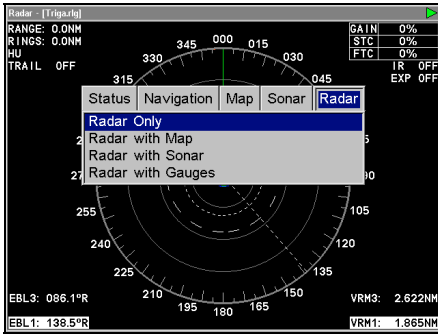 Radar - [Triga.rlg]
RANGE: 0.0NM
RINGS: 0.0NM
HU
TRAIL OFF
GAIN 0%
STC 0%
FTC 0%
IR OFF
EXP OFF
345 000 015
330 030
315 045
Status Navigation Map Sonar Radar
Radar Only
Radar with Map
Radar with Sonar
Radar with Gauges
255 105
240 120
225 135
210 150
195 180 165
EBL3: 086.1ºR
VRM3: 2.622NM
EBL1: 138.5ºR
VRM1: 1.865NM